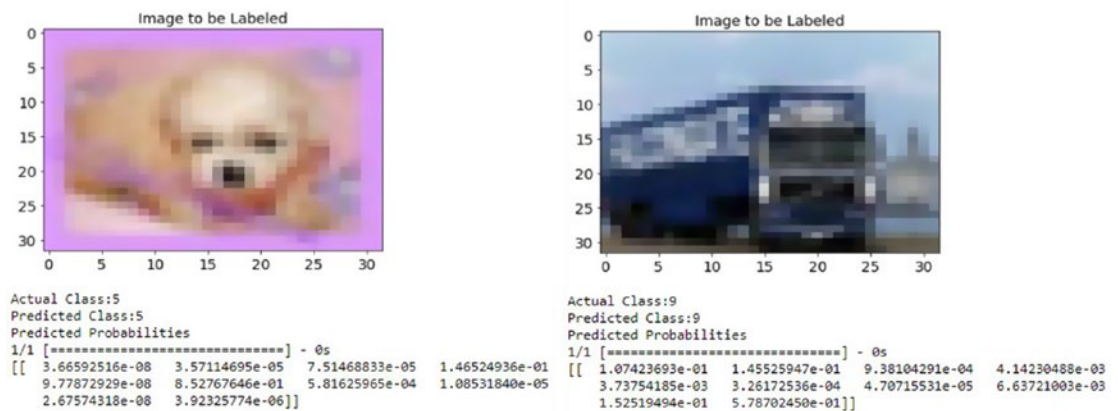 Image to be Labeled
0
5
10
15
20
25
30
0 5 10 15 20 25 30
Actual Class:5
Predicted Class:5
Predicted Probabilities
1/1 [==============================] - 0s
[[ 3.66592516e-08 3.57114695e-05 7.51468833e-05 1.46524936e-01
9.77872929e-08 8.52767646e-01 5.81625965e-04 1.08531840e-05
2.67574318e-08 3.92325774e-06]]
Image to be Labeled
0
5
10
15
20
25
30
0 5 10 15 20 25 30
Actual Class:9
Predicted Class:9
Predicted Probabilities
1/1 [==============================] - 0s
[[ 1.07423693e-01 1.45525947e-01 9.38104291e-04 4.14230488e-03
3.73754185e-03 3.26172536e-04 4.70715531e-05 6.63721003e-03
1.52519494e-01 5.78702450e-01]]